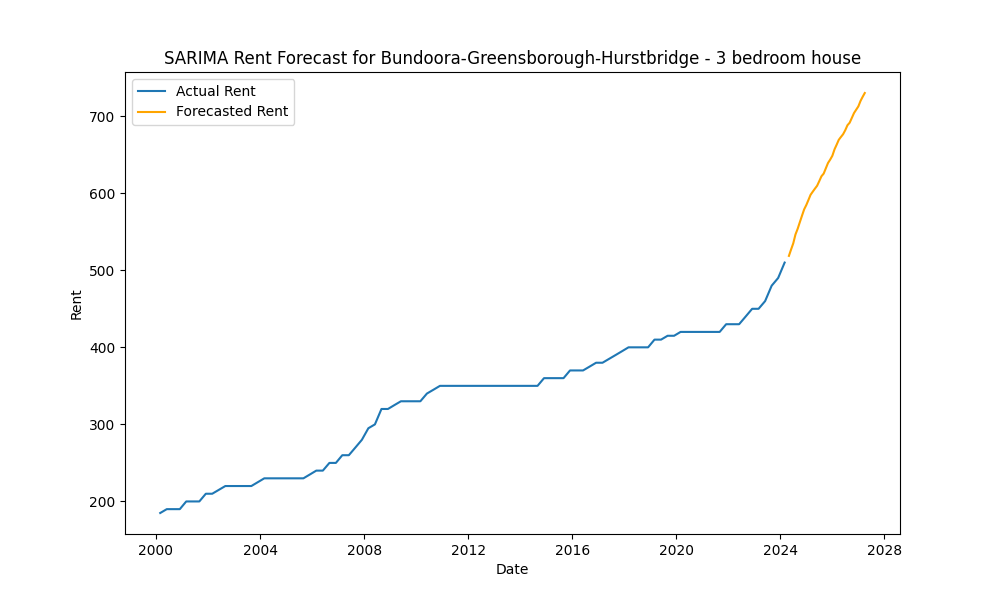 SARIMA Rent Forecast for Bundoora-Greensborough-Hurstbridge - 3 bedroom house
Actual Rent
Forecasted Rent
700
600
500
400
300
200
Rent
2000 2004 2008 2012 2016 2020 2024 2028
Date